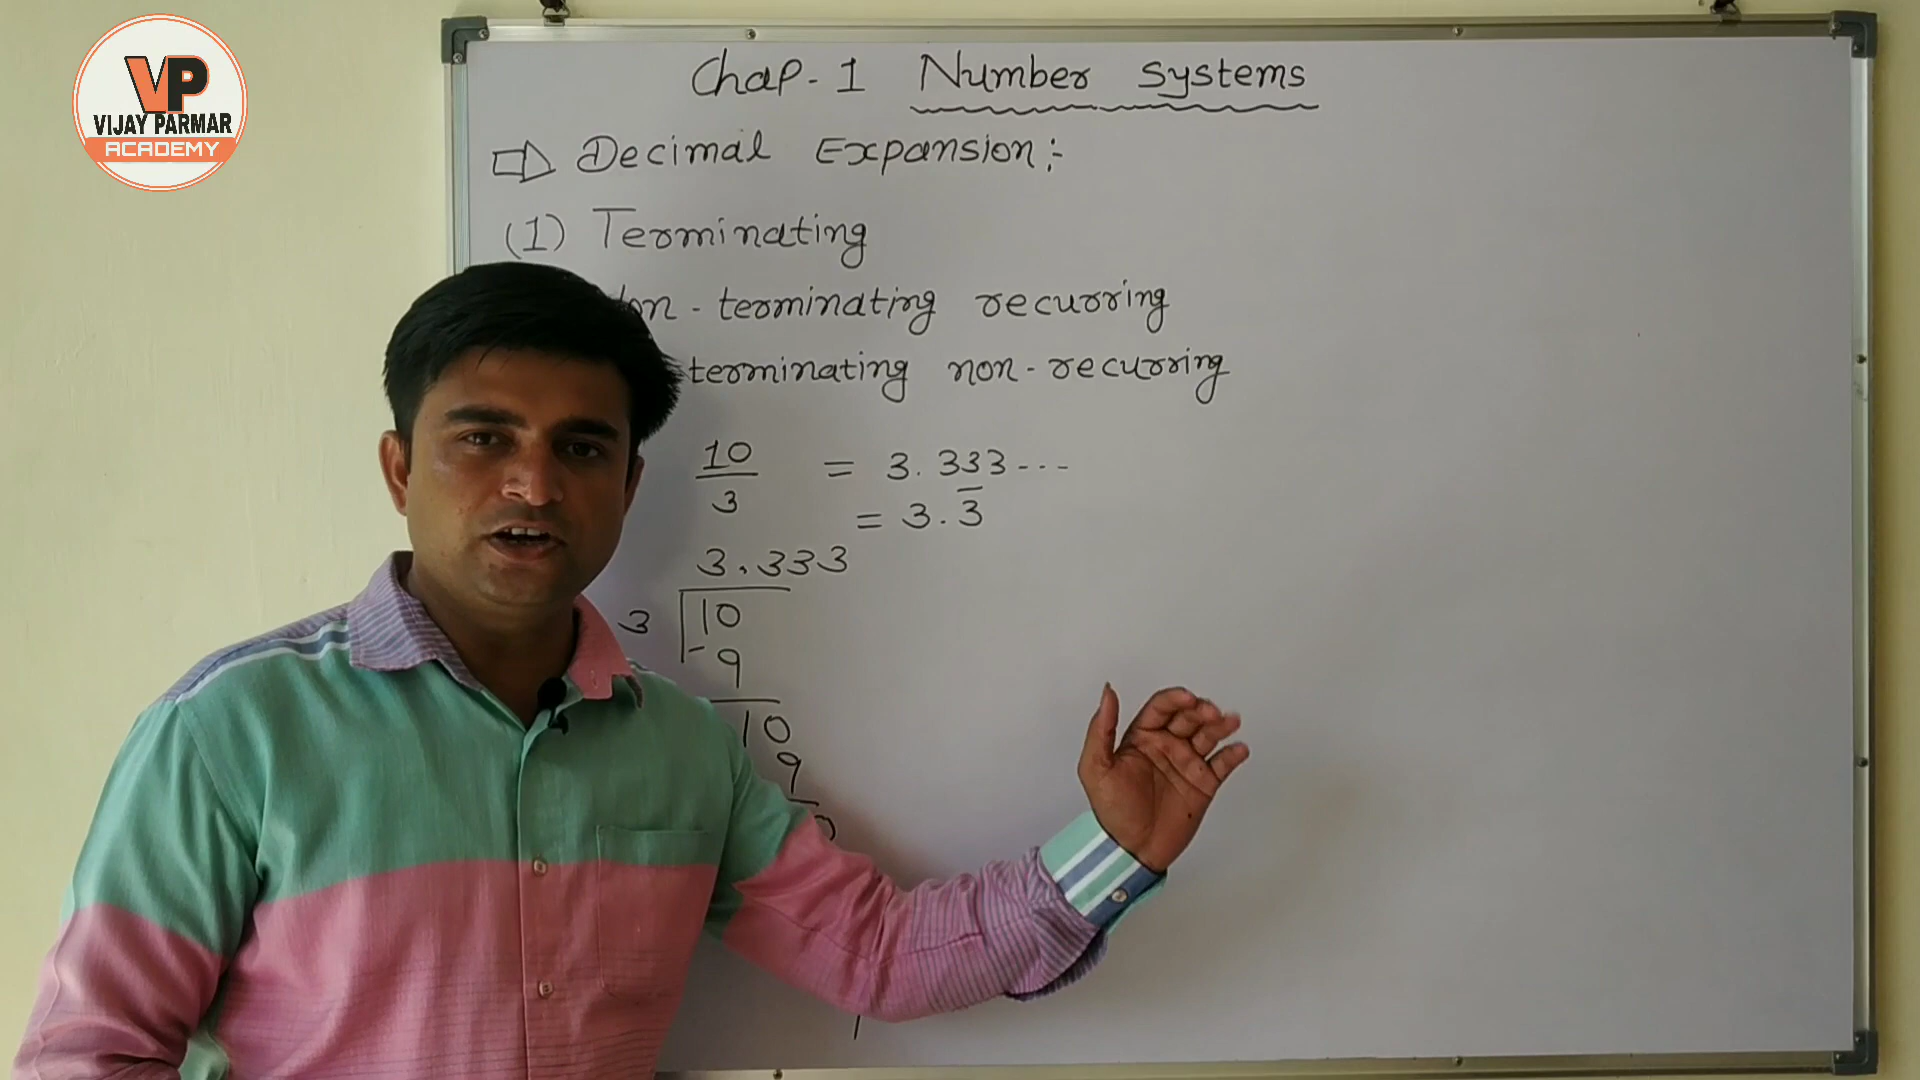 VP
VIJAY PARMAR
ACADEMY
Chap-1 Number Systems
⇒ Decimal Expansion:-
(1) Terminating
- terminating recurring
terminating non-recurring
10/3 = 3.333---
= 3.3̅
3.333
3 10
- 9
10
9